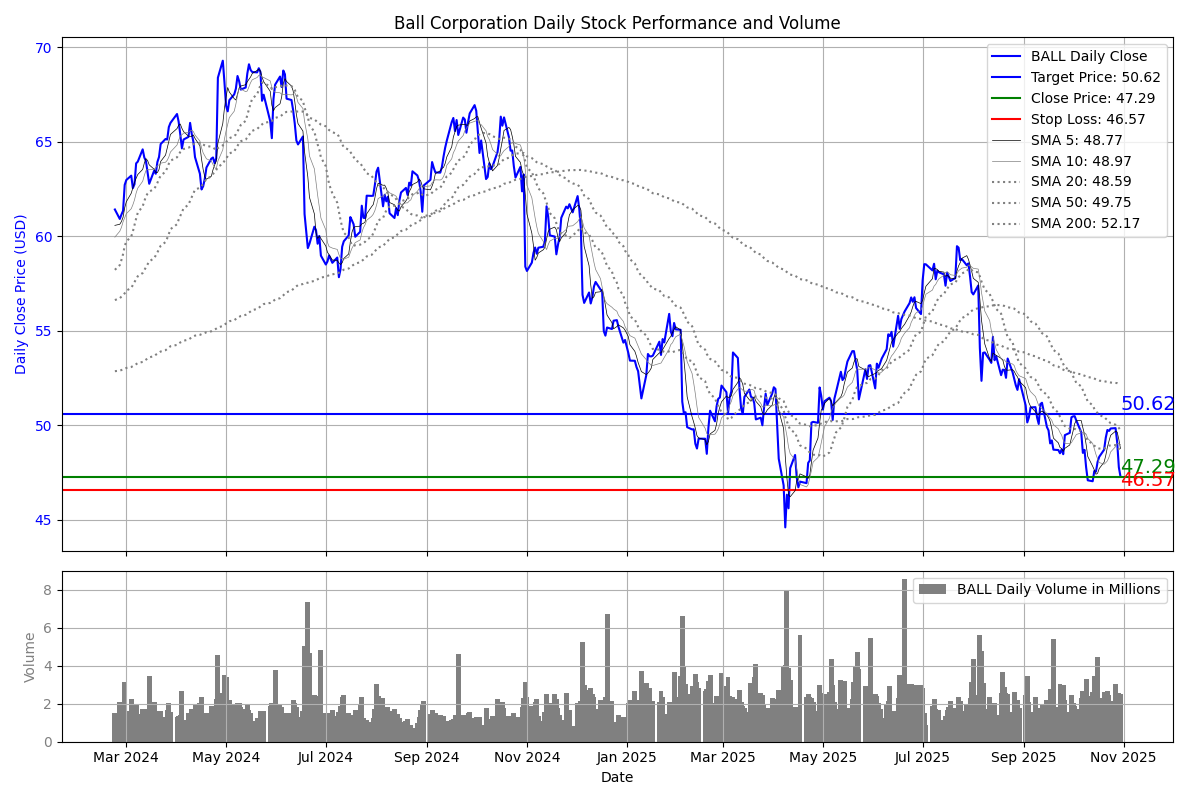 Ball Corporation Daily Stock Performance and Volume
Daily Close Price (USD)
70
65
60
55
50
45
BALL Daily Close
Target Price: 50.62
Close Price: 47.29
Stop Loss: 46.57
SMA 5: 48.77
SMA 10: 48.97
SMA 20: 48.59
SMA 50: 49.75
SMA 200: 52.17
50.62
47.29
46.57
Volume
8
6
4
2
0
BALL Daily Volume in Millions
Mar 2024 May 2024 Jul 2024 Sep 2024 Nov 2024 Jan 2025 Mar 2025 May 2025 Jul 2025 Sep 2025 Nov 2025
Date